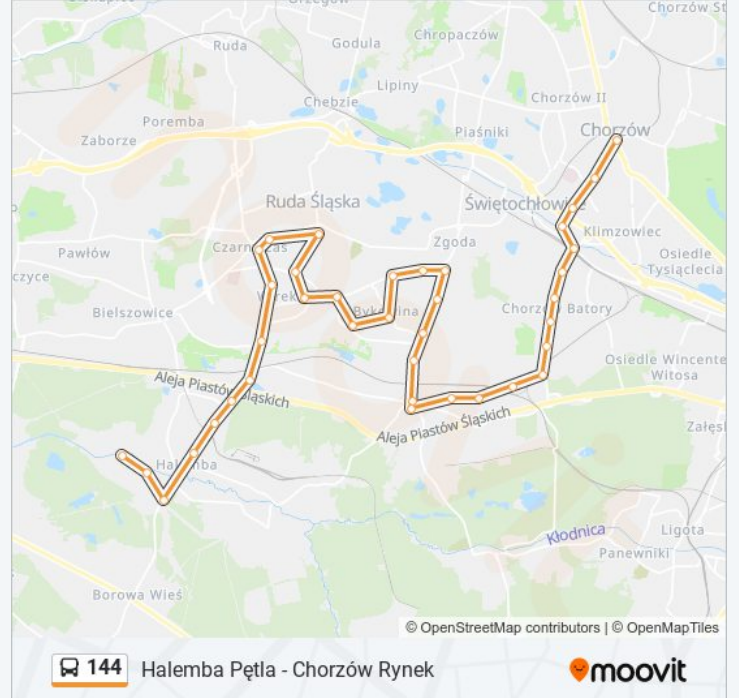 Chorzów St
Godula
Chropaczów
Ruda
Lipiny
Chebzie
Chorzów II
Poremba
Piaśniki
Chorzów
Zaborze
Ruda Śląska
Świętochłowice
Klimzowiec
Zgoda
Pawłów
Osiedle
Tysiąclecia
Bielszowice
Chorzów Batory
Osiedle Wincente
Witosa
Aleja Piastów Śląskich
Aleja Piastów Śląskich
Załęs
Halemba
Kłodnica
Ligota
Panewniki
Borowa Wieś
© OpenStreetMap contributors | © OpenMapTiles
144 Halemba Pętla - Chorzów Rynek
moovit